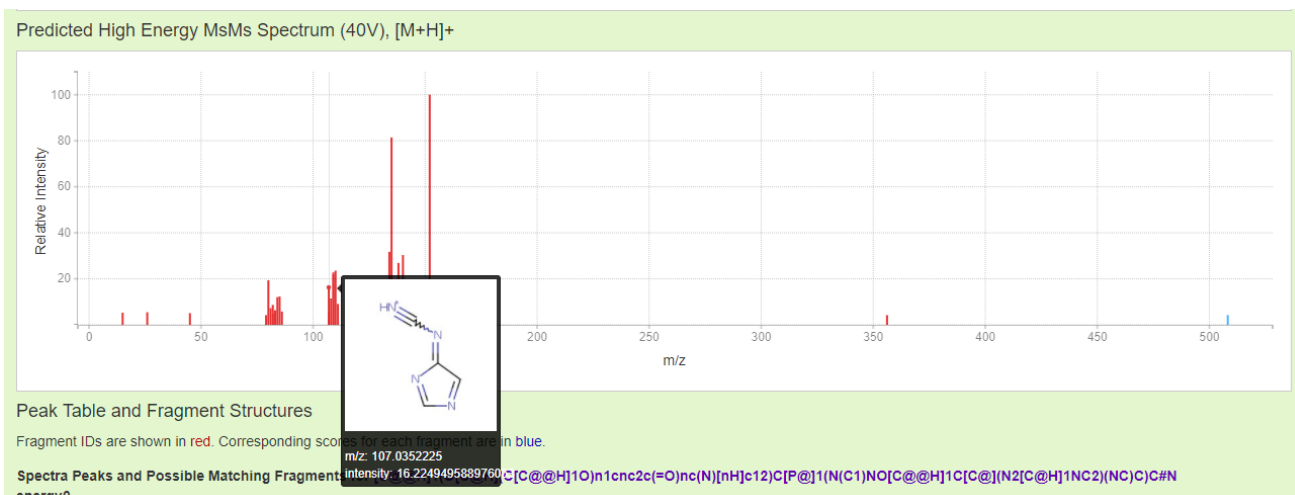 Predicted High Energy MsMs Spectrum (40V), [M+H]+
100
80
60
40
20
Relative Intensity
0 50 100 200 250 300 350 400 450 500
m/z
HN
N
N
N
m/z: 107.0352225
intensity: 16.2249495889760
Peak Table and Fragment Structures
Fragment IDs are shown in red. Corresponding scores for each fragment are in blue.
Spectra Peaks and Possible Matching Fragments C[C@@H]1O)n1cnc2c(=O)nc(N)[nH]c12)C[P@]1(N(C1)NO[C@@H]1C[C@](N2[C@H]1NC2)(NC)C)C#N